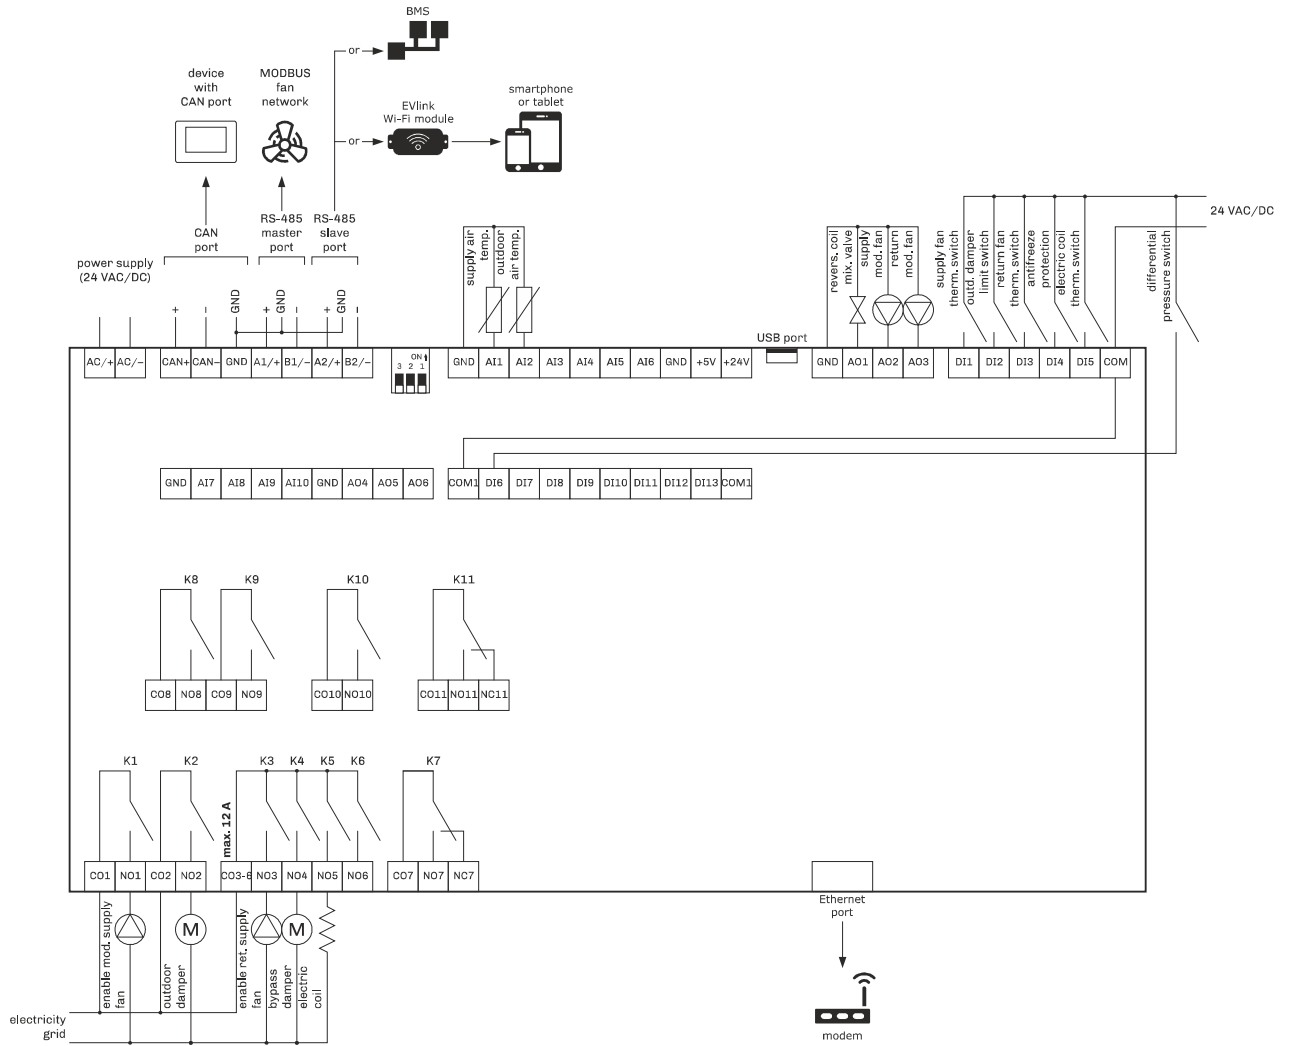 BMS
or
device
with
CAN port
MODBUS
fan
network
EVlink
Wi-Fi module
smartphone
or tablet
or
CAN
port
RS-485
master
port
RS-485
slave
port
power supply
(24 VAC/DC)
+
−
GND
+
GND
−
+
GND
−
supply air
temp.
outdoor
air temp.
revers. coil
mix. valve
supply
mod. fan
return
mod. fan
supply fan
therm. switch
outd. damper
limit switch
return fan
therm. switch
antifreeze
protection
electric coil
therm. switch
differential
pressure switch
24 VAC/DC
USB port
AC/+ AC/−
CAN+ CAN− GND A1/+ B1/− A2/+ B2/−
ON
3 2 1
GND AI1 AI2 AI3 AI4 AI5 AI6 GND +5V +24V
GND AO1 AO2 AO3
DI1 DI2 DI3 DI4 DI5 COM
GND AI7 AI8 AI9 AI10 GND AO4 AO5 AO6
COM1 DI6 DI7 DI8 DI9 DI10 DI11 DI12 DI13 COM1
K8 K9 K10 K11
CO8 NO8 CO9 NO9
CO10 NO10
CO11 NO11 NC11
K1 K2 K3 K4 K5 K6 K7
max. 12 A
CO1 NO1 CO2 NO2
CO3-6 NO3 NO4 NO5 NO6
CO7 NO7 NC7
M
M
enable mod. supply
fan
outdoor
damper
enable ret. supply
fan
bypass
damper
electric
coil
electricity
grid
Ethernet
port
modem